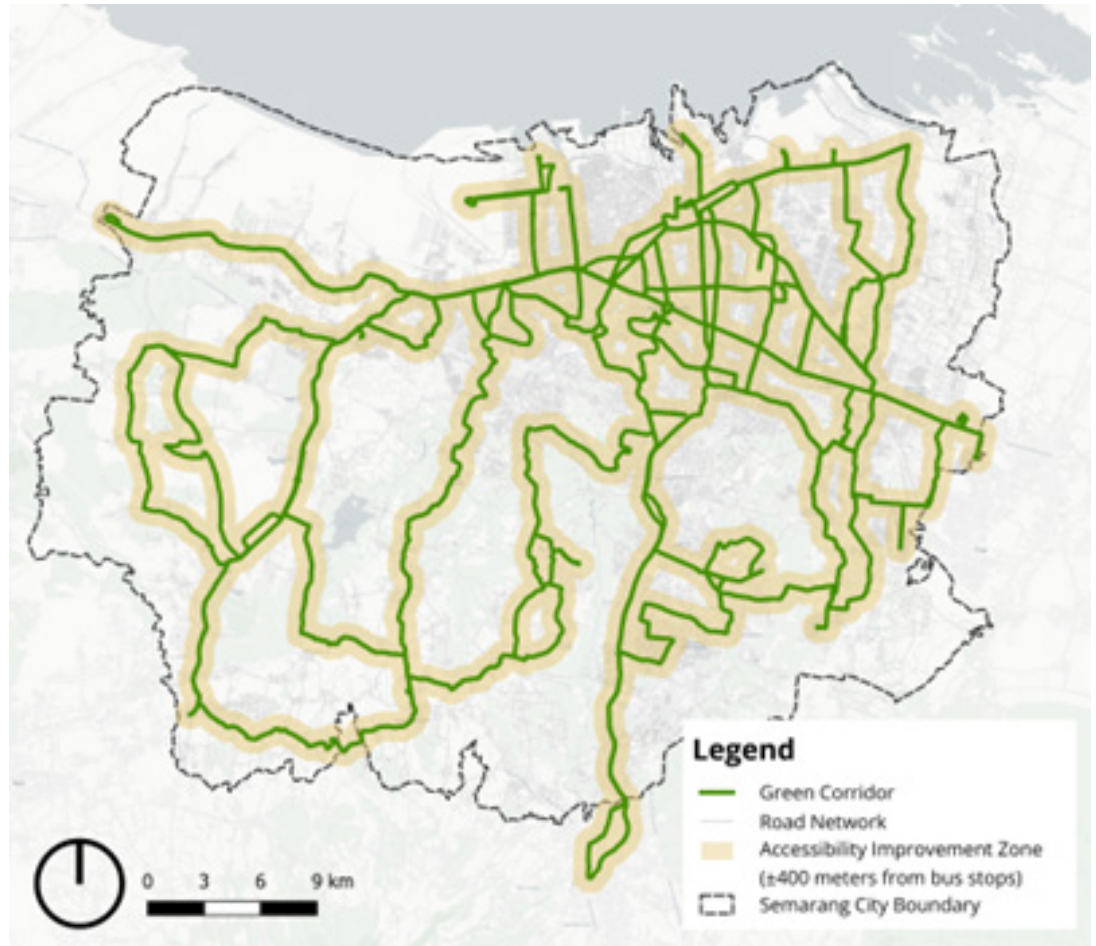 Legend
Green Corridor
Road Network
Accessibility Improvement Zone
(±400 meters from bus stops)
Semarang City Boundary
0 3 6 9 km